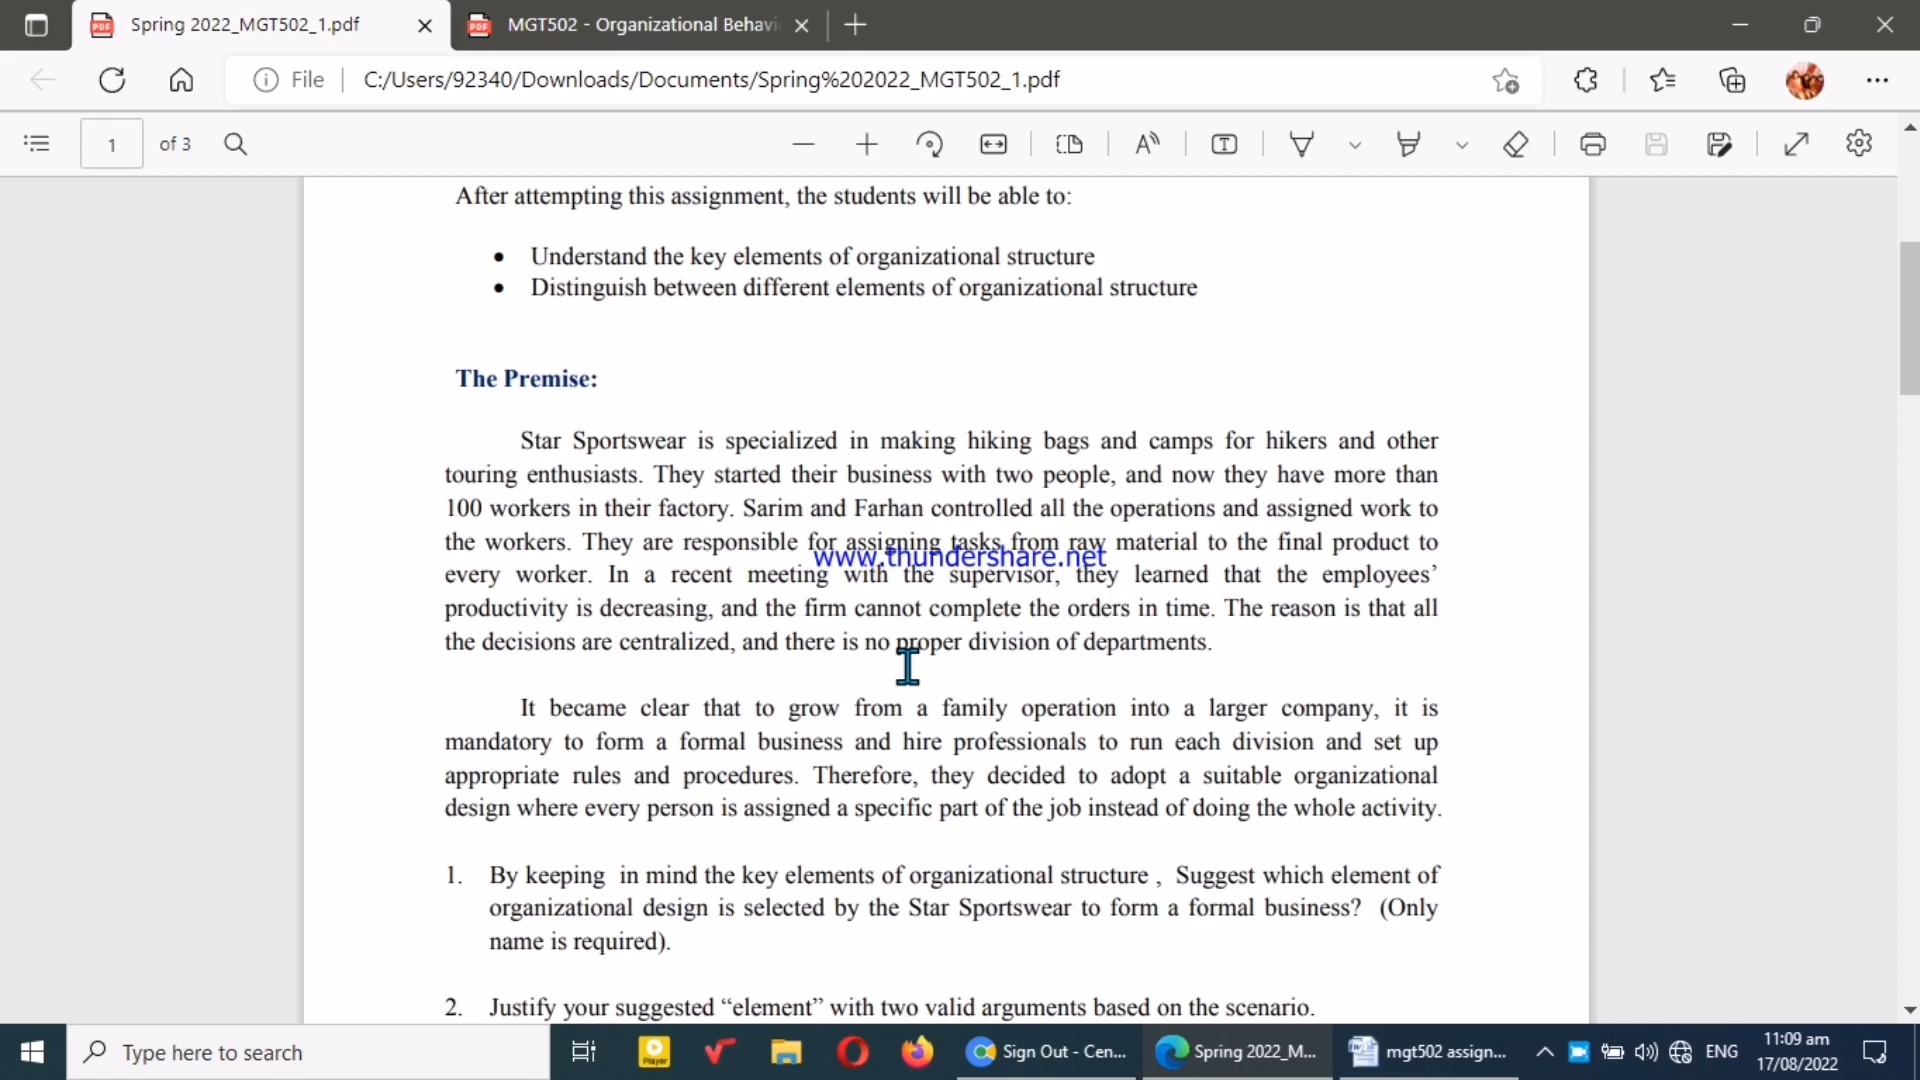 Spring 2022_MGT502_1.pdf
MGT502 - Organizational Behavi
File
C:/Users/92340/Downloads/Documents/Spring%202022_MGT502_1.pdf
1
of 3
After attempting this assignment, the students will be able to:
• Understand the key elements of organizational structure
• Distinguish between different elements of organizational structure
The Premise:
Star Sportswear is specialized in making hiking bags and camps for hikers and other
touring enthusiasts. They started their business with two people, and now they have more than
100 workers in their factory. Sarim and Farhan controlled all the operations and assigned work to
the workers. They are responsible for assigning tasks from raw material to the final product to
www.thundershare.net
every worker. In a recent meeting with the supervisor, they learned that the employees’
productivity is decreasing, and the firm cannot complete the orders in time. The reason is that all
the decisions are centralized, and there is no proper division of departments.
It became clear that to grow from a family operation into a larger company, it is
mandatory to form a formal business and hire professionals to run each division and set up
appropriate rules and procedures. Therefore, they decided to adopt a suitable organizational
design where every person is assigned a specific part of the job instead of doing the whole activity.
1. By keeping in mind the key elements of organizational structure , Suggest which element of
organizational design is selected by the Star Sportswear to form a formal business? (Only
name is required).
2. Justify your suggested “element” with two valid arguments based on the scenario.
Type here to search
Player
Sign Out - Cen...
Spring 2022_M...
mgt502 assign...
ENG
11:09 am
17/08/2022